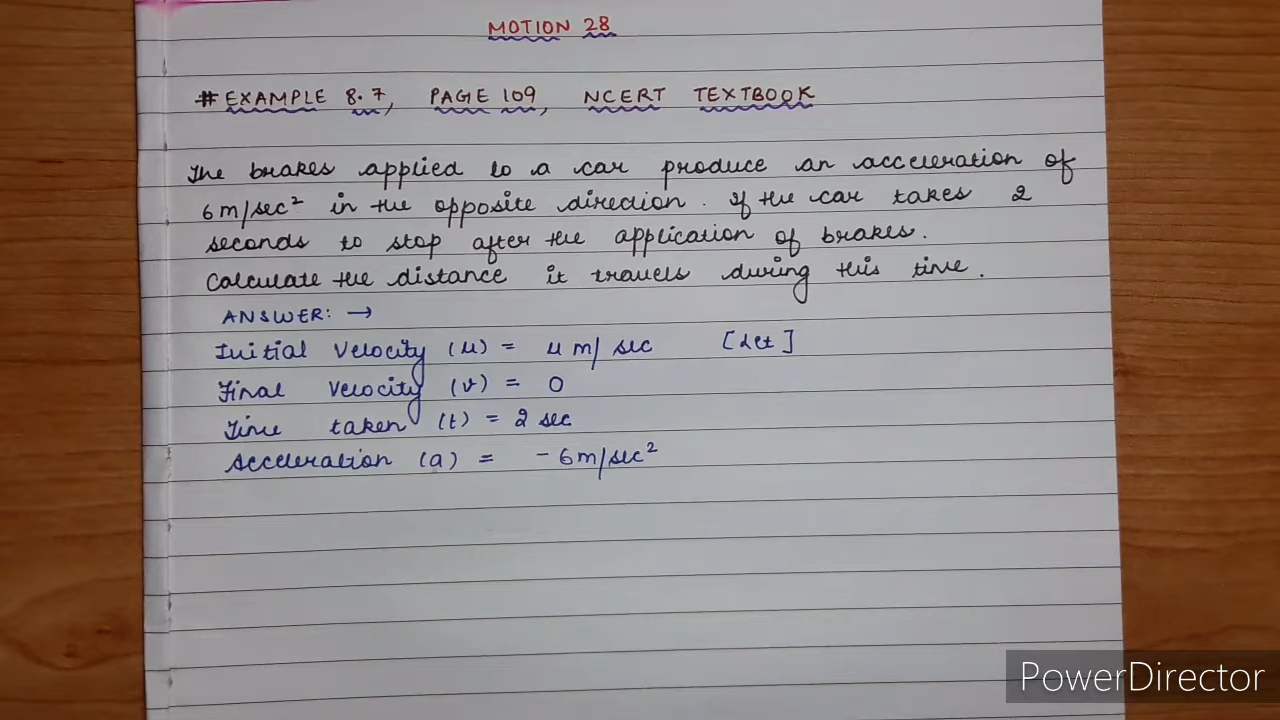 MOTION 28
# EXAMPLE 8.7, PAGE 109, NCERT TEXTBOOK
The brakes applied to a car produce an acceleration of
6 m/sec² in the opposite direction. If the car takes 2
seconds to stop after the application of brakes.
Calculate the distance it travels during this time.
ANSWER: →
Initial Velocity (u) = u m/sec [Let]
Final Velocity (v) = 0
Time taken (t) = 2 sec
Acceleration (a) = -6m/sec²
PowerDirector